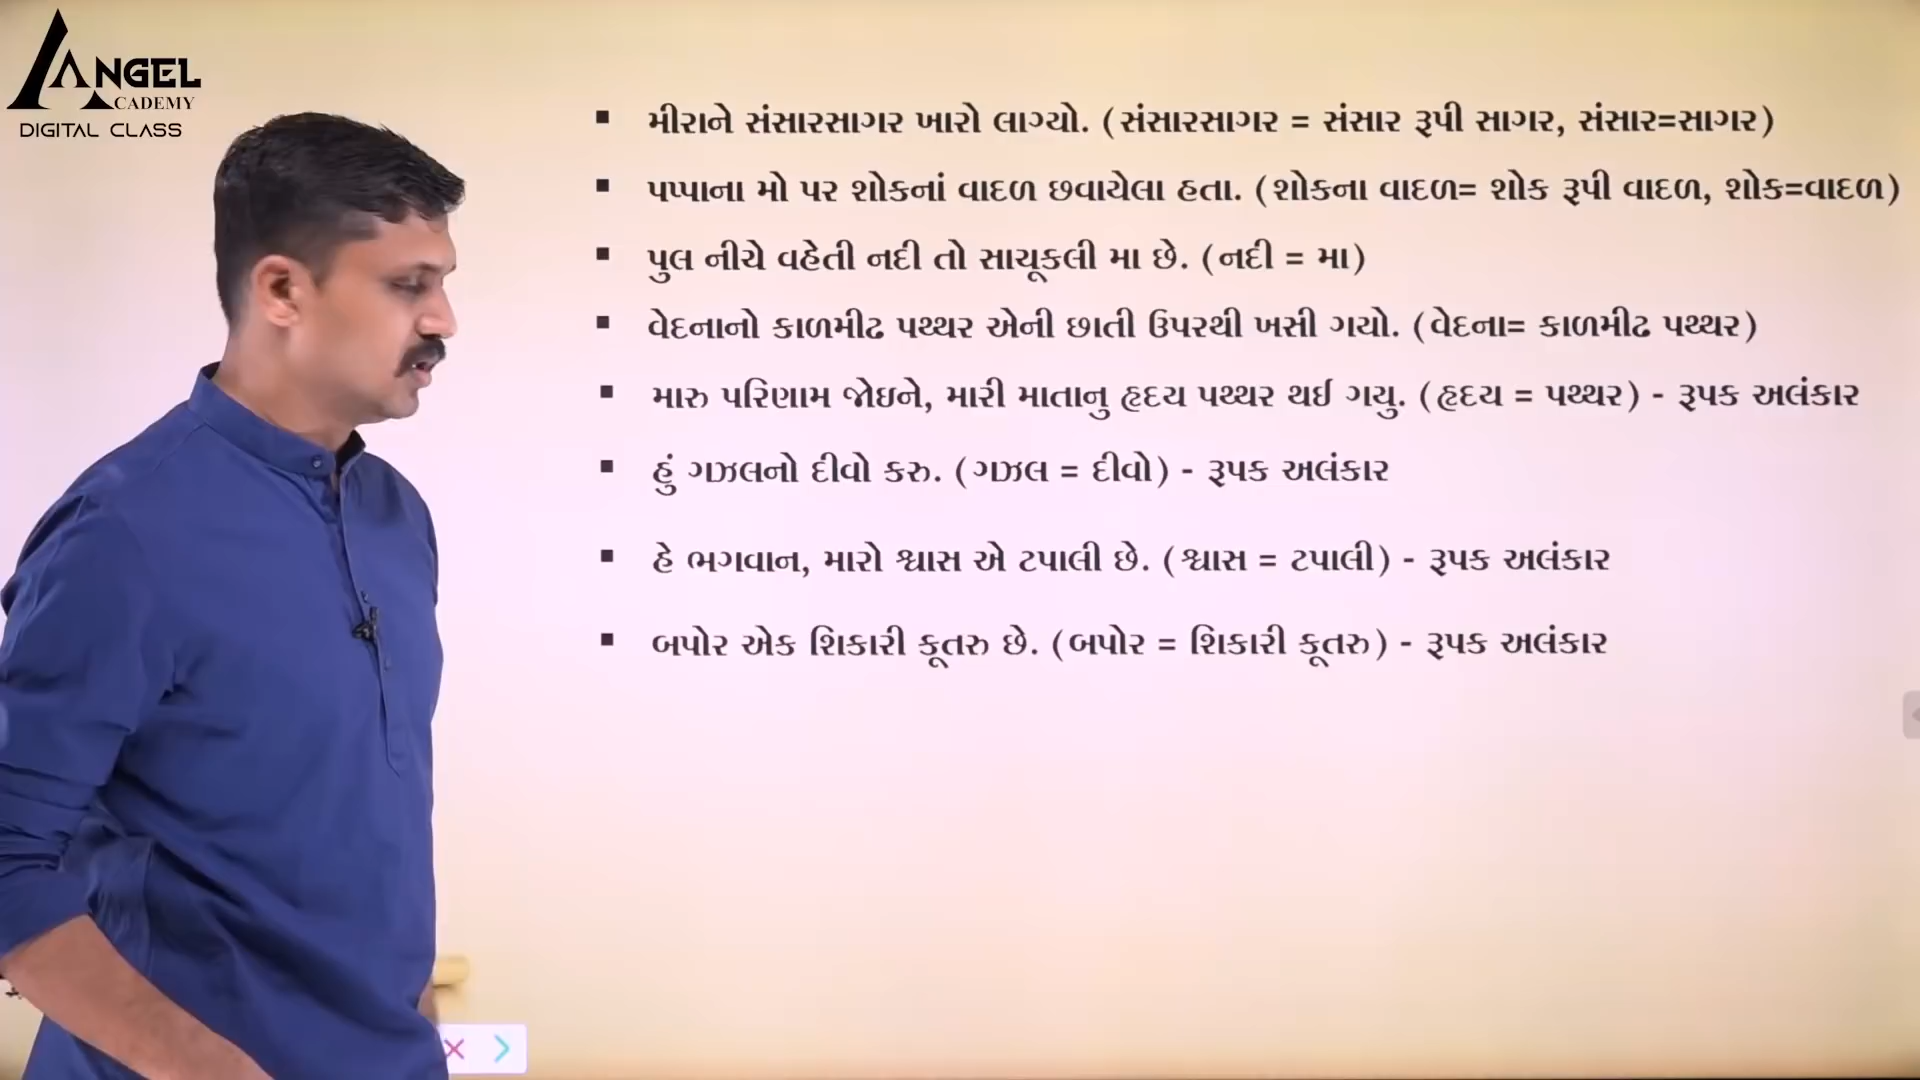 ANGEL
ACADEMY
DIGITAL CLASS
▪ મીરાને સંસારસાગર ખારો લાગ્યો. (સંસારસાગર = સંસાર રૂપી સાગર, સંસાર=સાગર)
▪ પપ્પાના મો પર શોકનાં વાદળ છવાયેલા હતા. (શોકના વાદળ= શોક રૂપી વાદળ, શોક=વાદળ)
▪ પુલ નીચે વહેતી નદી તો સાચૂકલી મા છે. (નદી = મા)
▪ વેદનાનો કાળમીઢ પથ્થર એની છાતી ઉપરથી ખસી ગયો. (વેદના= કાળમીઢ પથ્થર)
▪ મારુ પરિણામ જોઇને, મારી માતાનુ હૃદય પથ્થર થઈ ગયુ. (હૃદય = પથ્થર) - રૂપક અલંકાર
▪ હું ગઝલનો દીવો કરુ. (ગઝલ = દીવો) - રૂપક અલંકાર
▪ હે ભગવાન, મારો શ્વાસ એ ટપાલી છે. (શ્વાસ = ટપાલી) - રૂપક અલંકાર
▪ બપોર એક શિકારી કૂતરુ છે. (બપોર = શિકારી કૂતરુ) - રૂપક અલંકાર